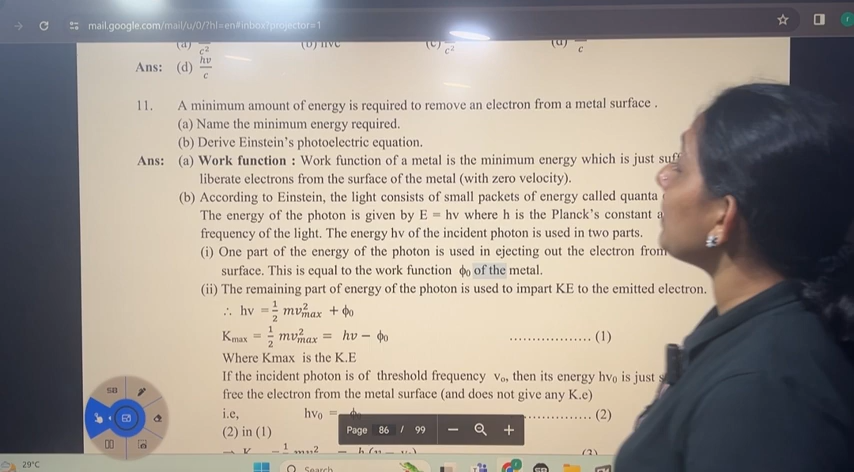 mail.google.com/mail/u/0/?hl=en#inbox?projector=1
c²
(b) hvc
(c) c²
(d) c
Ans: (d) hν/c
11. A minimum amount of energy is required to remove an electron from a metal surface .
(a) Name the minimum energy required.
(b) Derive Einstein's photoelectric equation.
Ans: (a) Work function : Work function of a metal is the minimum energy which is just
liberate electrons from the surface of the metal (with zero velocity).
(b) According to Einstein, the light consists of small packets of energy called quanta
The energy of the photon is given by E = hv where h is the Planck's constant
frequency of the light. The energy hv of the incident photon is used in two parts.
(i) One part of the energy of the photon is used in ejecting out the electron from
surface. This is equal to the work function ϕ₀ of the metal.
(ii) The remaining part of energy of the photon is used to impart KE to the emitted electron.
∴ hv = 1/2 mv²max + ϕ₀
Kmax = 1/2 mv²max = hv − ϕ₀ ................. (1)
Where Kmax is the K.E
If the incident photon is of threshold frequency v₀, then its energy hv₀ is just
free the electron from the metal surface (and does not give any K.e)
i.e, hv₀ = ............. (2)
(2) in (1)
Page 86 / 99
29°C
Search